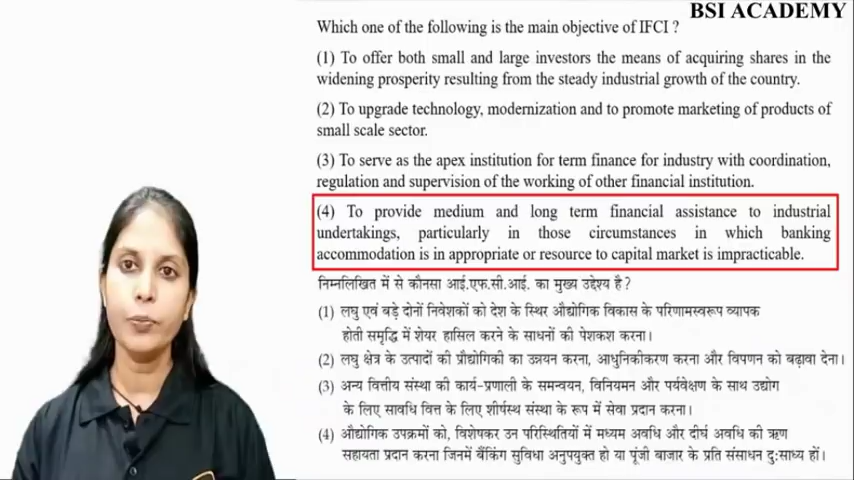 BSI ACADEMY
Which one of the following is the main objective of IFCI ?
(1) To offer both small and large investors the means of acquiring shares in the
widening prosperity resulting from the steady industrial growth of the country.
(2) To upgrade technology, modernization and to promote marketing of products of
small scale sector.
(3) To serve as the apex institution for term finance for industry with coordination,
regulation and supervision of the working of other financial institution.
(4) To provide medium and long term financial assistance to industrial
undertakings, particularly in those circumstances in which banking
accommodation is in appropriate or resource to capital market is impracticable.
निम्नलिखित में से कौनसा आई.एफ.सी.आई. का मुख्य उद्देश्य है?
(1) लघु एवं बड़े दोनों निवेशकों को देश के स्थिर औद्योगिक विकास के परिणामस्वरूप व्यापक
होती समृद्धि में शेयर हासिल करने के साधनों की पेशकश करना।
(2) लघु क्षेत्र के उत्पादों की प्रौद्योगिकी का उन्नयन करना, आधुनिकीकरण करना और विपणन को बढ़ावा देना।
(3) अन्य वित्तीय संस्था की कार्य-प्रणाली के समन्वयन, विनियमन और पर्यवेक्षण के साथ उद्योग
के लिए सावधि वित्त के लिए शीर्षस्थ संस्था के रूप में सेवा प्रदान करना।
(4) औद्योगिक उपक्रमों को, विशेषकर उन परिस्थितियों में मध्यम अवधि और दीर्घ अवधि की ऋण
सहायता प्रदान करना जिनमें बैंकिंग सुविधा अनुपयुक्त हो या पूंजी बाजार के प्रति संसाधन दु:साध्य हों।